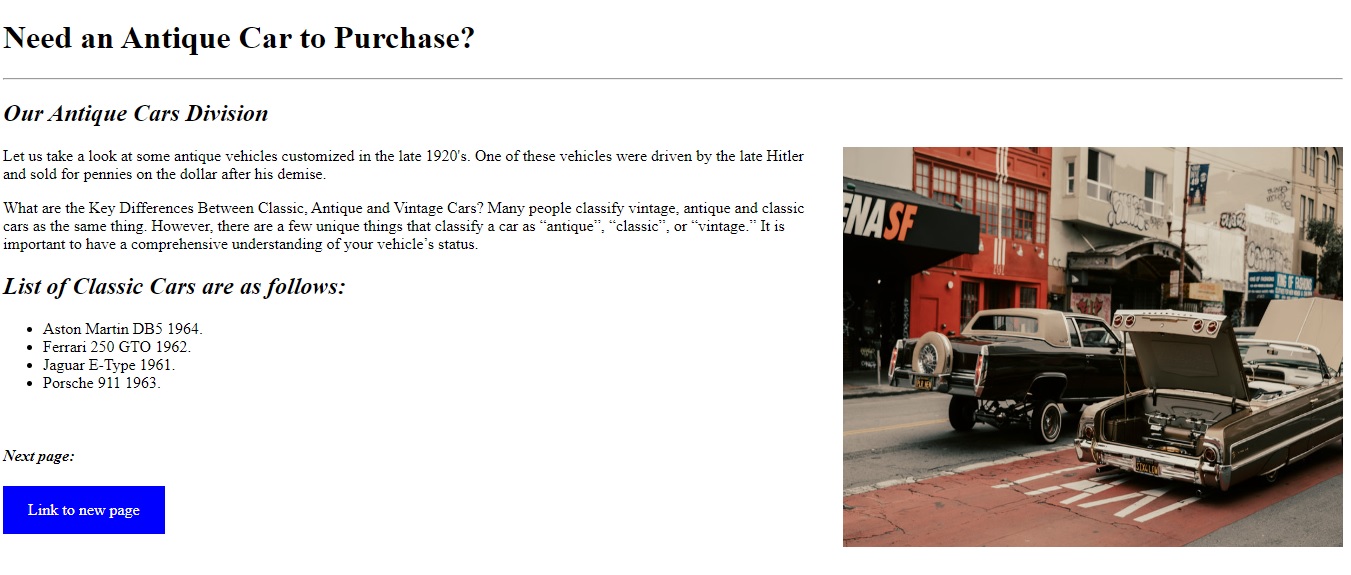 Need an Antique Car to Purchase?
Our Antique Cars Division
Let us take a look at some antique vehicles customized in the late 1920's. One of these vehicles were driven by the late Hitler
and sold for pennies on the dollar after his demise.
What are the Key Differences Between Classic, Antique and Vintage Cars? Many people classify vintage, antique and classic
cars as the same thing. However, there are a few unique things that classify a car as “antique”, “classic”, or “vintage.” It is
important to have a comprehensive understanding of your vehicle’s status.
List of Classic Cars are as follows:
Aston Martin DB5 1964.
Ferrari 250 GTO 1962.
Jaguar E-Type 1961.
Porsche 911 1963.
Next page:
Link to new page
ENASF
KING OF FASHIONS